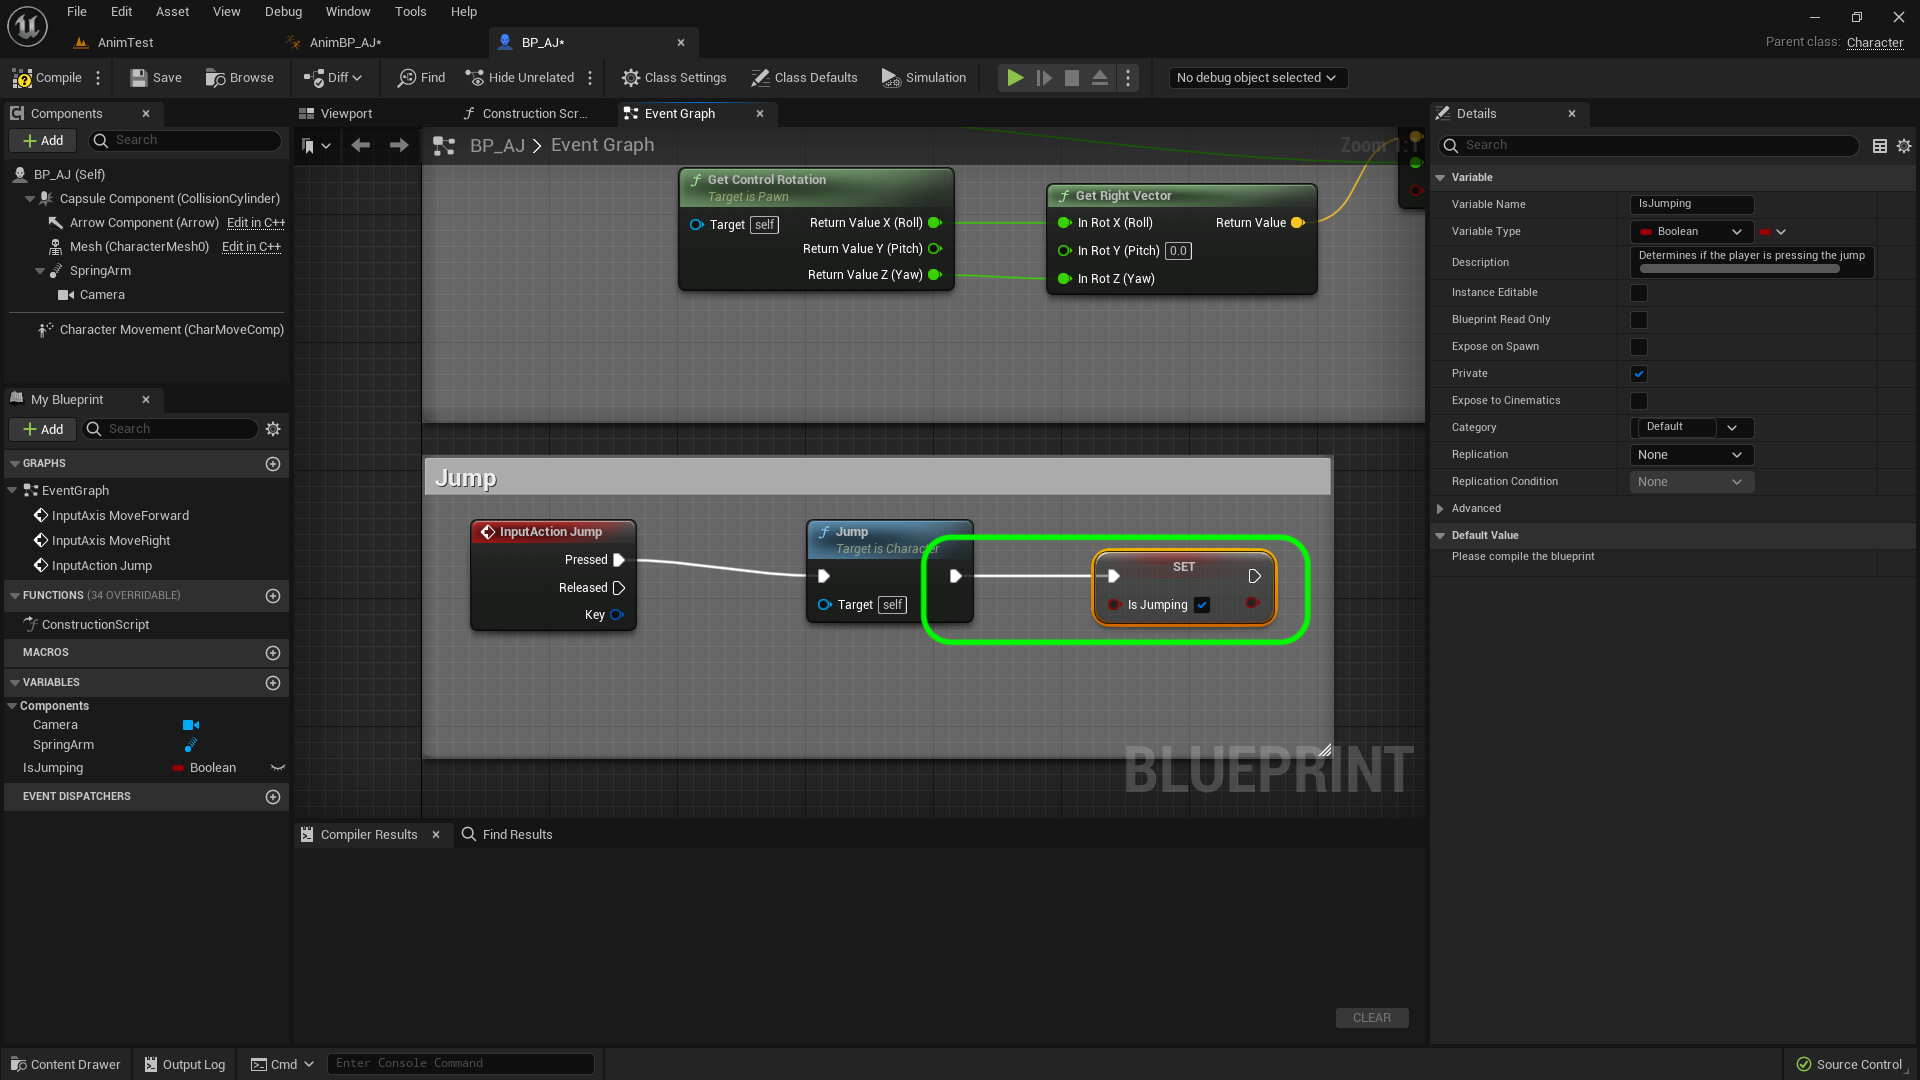 File Edit Asset View Debug Window Tools Help
AnimTest AnimBP_AJ* BP_AJ*
Parent class: Character
Compile Save Browse Diff Find Hide Unrelated Class Settings Class Defaults Simulation No debug object selected
Components
Add Search
BP_AJ (Self)
Capsule Component (CollisionCylinder)
Arrow Component (Arrow) Edit in C++
Mesh (CharacterMesh0) Edit in C++
SpringArm
Camera
Character Movement (CharMoveComp)
My Blueprint
Add Search
GRAPHS
EventGraph
InputAxis MoveForward
InputAxis MoveRight
InputAction Jump
FUNCTIONS (34 OVERRIDABLE)
ConstructionScript
MACROS
VARIABLES
Components
Camera
SpringArm
IsJumping Boolean
EVENT DISPATCHERS
Viewport Construction Scr... Event Graph
BP_AJ > Event Graph
Zoom 1:1
Get Control Rotation
Target is Pawn
Target self Return Value X (Roll)
Return Value Y (Pitch)
Return Value Z (Yaw)
Get Right Vector
In Rot X (Roll) Return Value
In Rot Y (Pitch) 0.0
In Rot Z (Yaw)
Jump
InputAction Jump
Pressed
Released
Key
Jump
Target is Character
Target self
SET
Is Jumping
BLUEPRINT
Compiler Results Find Results
CLEAR
Details
Search
Variable
Variable Name IsJumping
Variable Type Boolean
Description Determines if the player is pressing the jump
Instance Editable
Blueprint Read Only
Expose on Spawn
Private
Expose to Cinematics
Category Default
Replication None
Replication Condition None
Advanced
Default Value
Please compile the blueprint
Content Drawer Output Log Cmd Enter Console Command Source Control